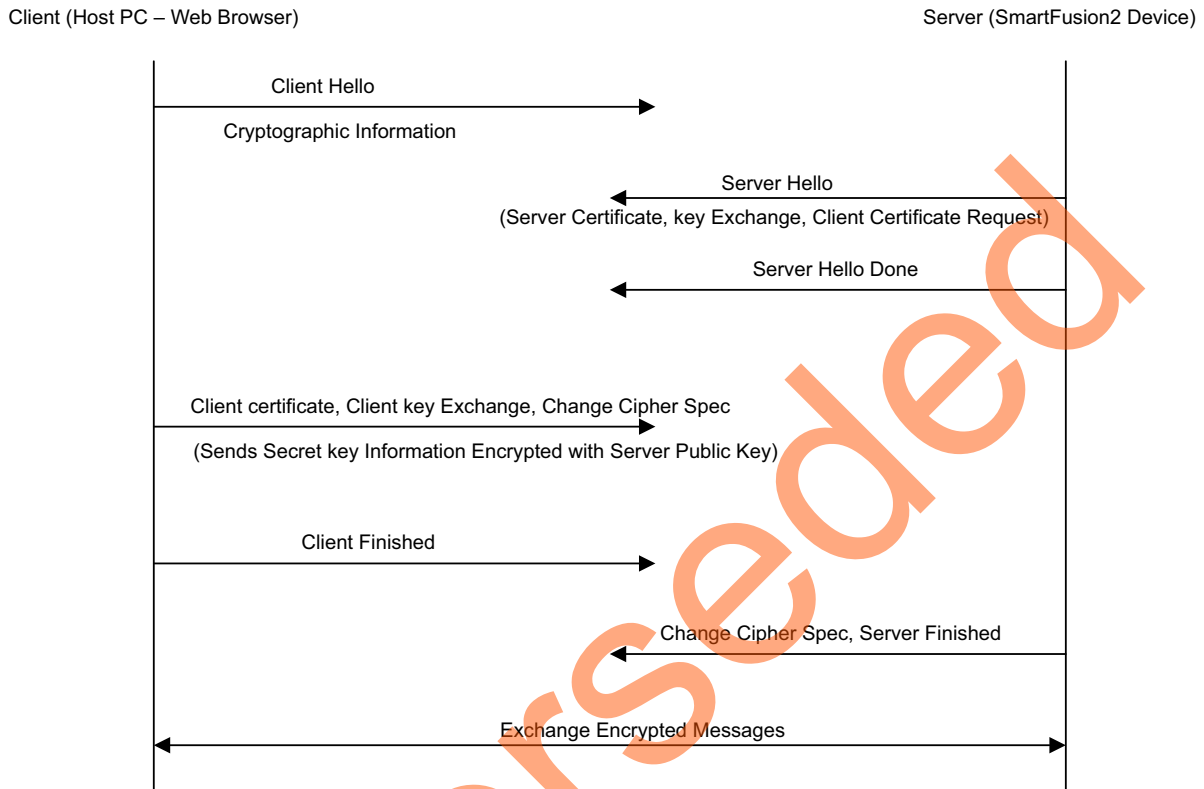 Client (Host PC – Web Browser)
Server (SmartFusion2 Device)
Client Hello
Cryptographic Information
Server Hello
(Server Certificate, key Exchange, Client Certificate Request)
Server Hello Done
Client certificate, Client key Exchange, Change Cipher Spec
(Sends Secret key Information Encrypted with Server Public Key)
Client Finished
Change Cipher Spec, Server Finished
Exchange Encrypted Messages